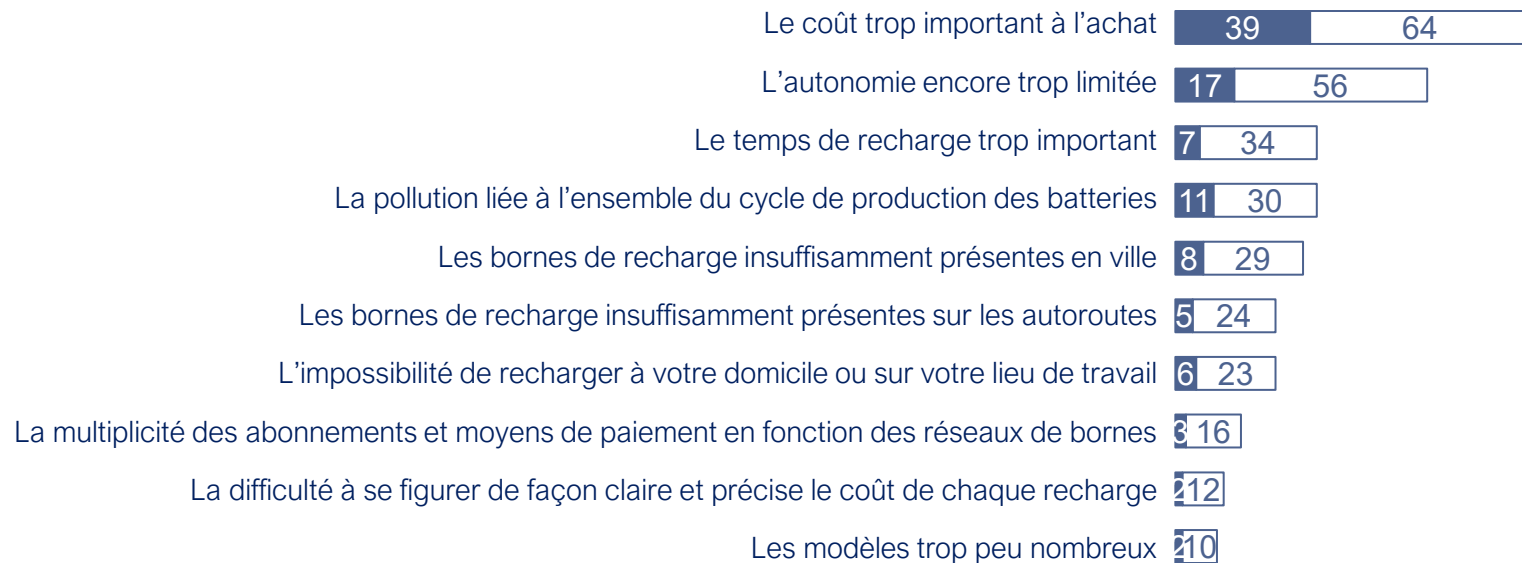 Le coût trop important à l’achat 39 64
L’autonomie encore trop limitée 17 56
Le temps de recharge trop important 7 34
La pollution liée à l’ensemble du cycle de production des batteries 11 30
Les bornes de recharge insuffisamment présentes en ville 8 29
Les bornes de recharge insuffisamment présentes sur les autoroutes 5 24
L’impossibilité de recharger à votre domicile ou sur votre lieu de travail 6 23
La multiplicité des abonnements et moyens de paiement en fonction des réseaux de bornes 3 16
La difficulté à se figurer de façon claire et précise le coût de chaque recharge 2 12
Les modèles trop peu nombreux 2 10